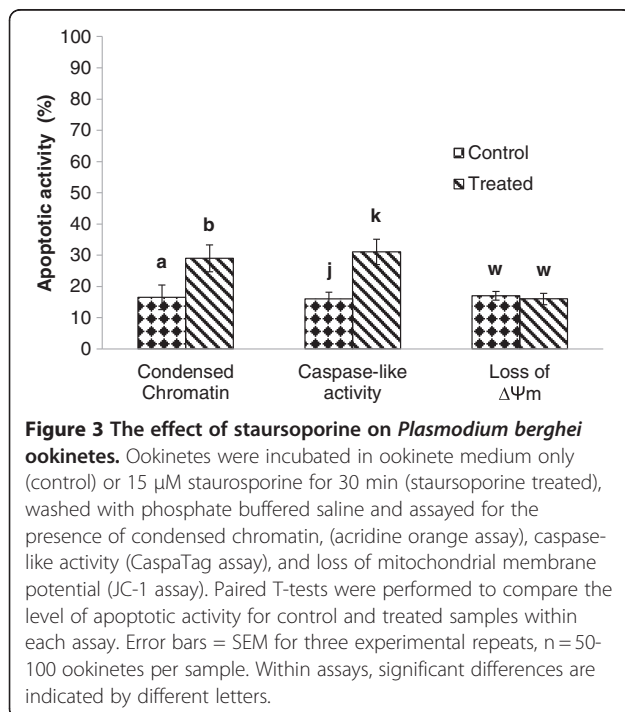 100
90
80
70
60
50
40
30
20
10
0
Apoptotic activity (%)
Control
Treated
a
b
j
k
w
w
Condensed
Chromatin
Caspase-like
activity
Loss of
ΔΨm
Figure 3 The effect of staursoporine on Plasmodium berghei
ookinetes. Ookinetes were incubated in ookinete medium only
(control) or 15 μM staurosporine for 30 min (staursoporine treated),
washed with phosphate buffered saline and assayed for the
presence of condensed chromatin, (acridine orange assay), caspase-
like activity (CaspaTag assay), and loss of mitochondrial membrane
potential (JC-1 assay). Paired T-tests were performed to compare the
level of apoptotic activity for control and treated samples within
each assay. Error bars = SEM for three experimental repeats, n = 50-
100 ookinetes per sample. Within assays, significant differences are
indicated by different letters.